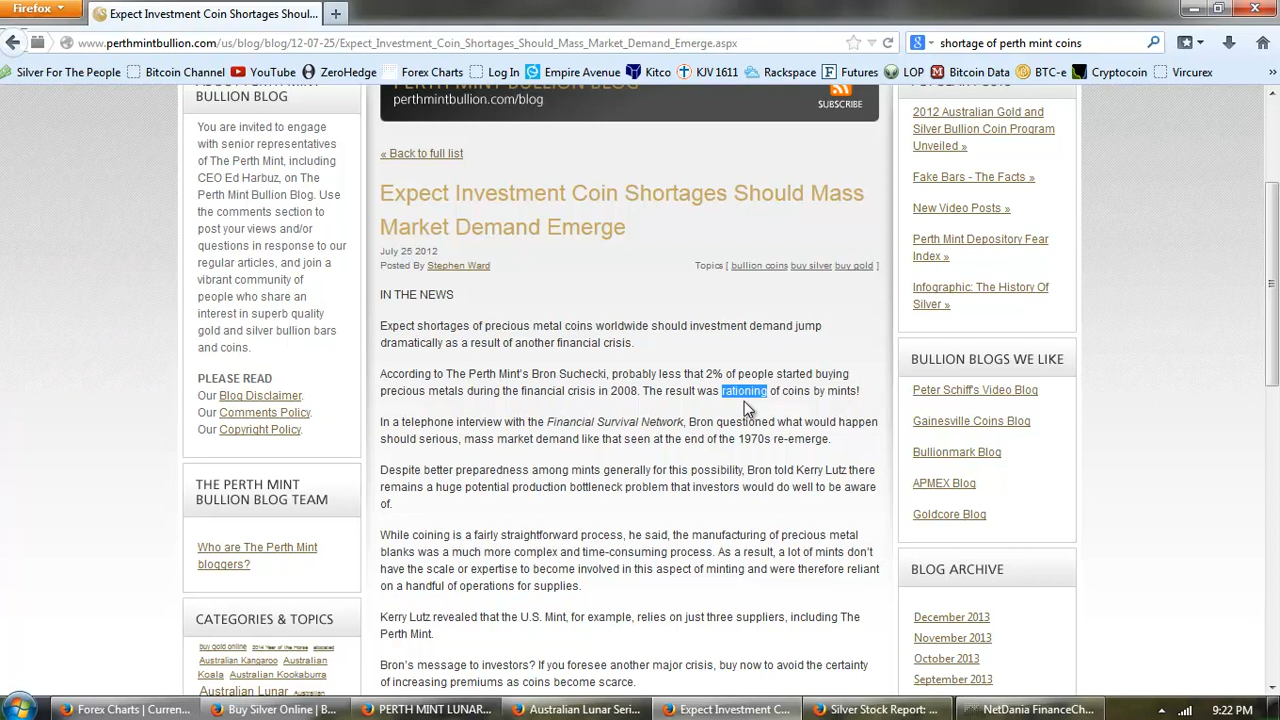 Firefox
Expect Investment Coin Shortages Shoul...
www.perthmintbullion.com/us/blog/blog/12-07-25/Expect_Investment_Coin_Shortages_Should_Mass_Market_Demand_Emerge.aspx
shortage of perth mint coins
Silver For The People
Bitcoin Channel
YouTube
ZeroHedge
Forex Charts
Log In
Empire Avenue
Kitco
KJV 1611
Rackspace
Futures
LOP
Bitcoin Data
BTC-e
Cryptocoin
Vircurex
»
BULLION BLOG
You are invited to engage
with senior representatives
of The Perth Mint, including
CEO Ed Harbuz, on The
Perth Mint Bullion Blog. Use
the comments section to
post your views and/or
questions in response to our
regular articles, and join a
vibrant community of
people who share an
interest in superb quality
gold and silver bullion bars
and coins.
PLEASE READ
Our Blog Disclaimer.
Our Comments Policy.
Our Copyright Policy.
THE PERTH MINT
BULLION BLOG TEAM
Who are The Perth Mint
bloggers?
CATEGORIES & TOPICS
buy gold online 2014 Year of the Horse allocated
Australian Kangaroo Australian
Koala Australian Kookaburra
Australian Lunar Australian
perthmintbullion.com/blog
SUBSCRIBE
« Back to full list
Expect Investment Coin Shortages Should Mass
Market Demand Emerge
July 25 2012
Posted By Stephen Ward
Topics [ bullion coins buy silver buy gold ]
IN THE NEWS
Expect shortages of precious metal coins worldwide should investment demand jump
dramatically as a result of another financial crisis.
According to The Perth Mint's Bron Suchecki, probably less that 2% of people started buying
precious metals during the financial crisis in 2008. The result was rationing of coins by mints!
In a telephone interview with the Financial Survival Network, Bron questioned what would happen
should serious, mass market demand like that seen at the end of the 1970s re-emerge.
Despite better preparedness among mints generally for this possibility, Bron told Kerry Lutz there
remains a huge potential production bottleneck problem that investors would do well to be aware
of.
While coining is a fairly straightforward process, he said, the manufacturing of precious metal
blanks was a much more complex and time-consuming process. As a result, a lot of mints don't
have the scale or expertise to become involved in this aspect of minting and were therefore reliant
on a handful of operations for supplies.
Kerry Lutz revealed that the U.S. Mint, for example, relies on just three suppliers, including The
Perth Mint.
Bron's message to investors? If you foresee another major crisis, buy now to avoid the certainty
of increasing premiums as coins become scarce.
2012 Australian Gold and
Silver Bullion Coin Program
Unveiled »
Fake Bars - The Facts »
New Video Posts »
Perth Mint Depository Fear
Index »
Infographic: The History Of
Silver »
BULLION BLOGS WE LIKE
Peter Schiff's Video Blog
Gainesville Coins Blog
Bullionmark Blog
APMEX Blog
Goldcore Blog
BLOG ARCHIVE
December 2013
November 2013
October 2013
September 2013
Forex Charts | Curren...
Buy Silver Online | B...
PERTH MINT LUNAR...
Australian Lunar Seri...
Expect Investment C...
Silver Stock Report: ...
NetDania FinanceCh...
9:22 PM